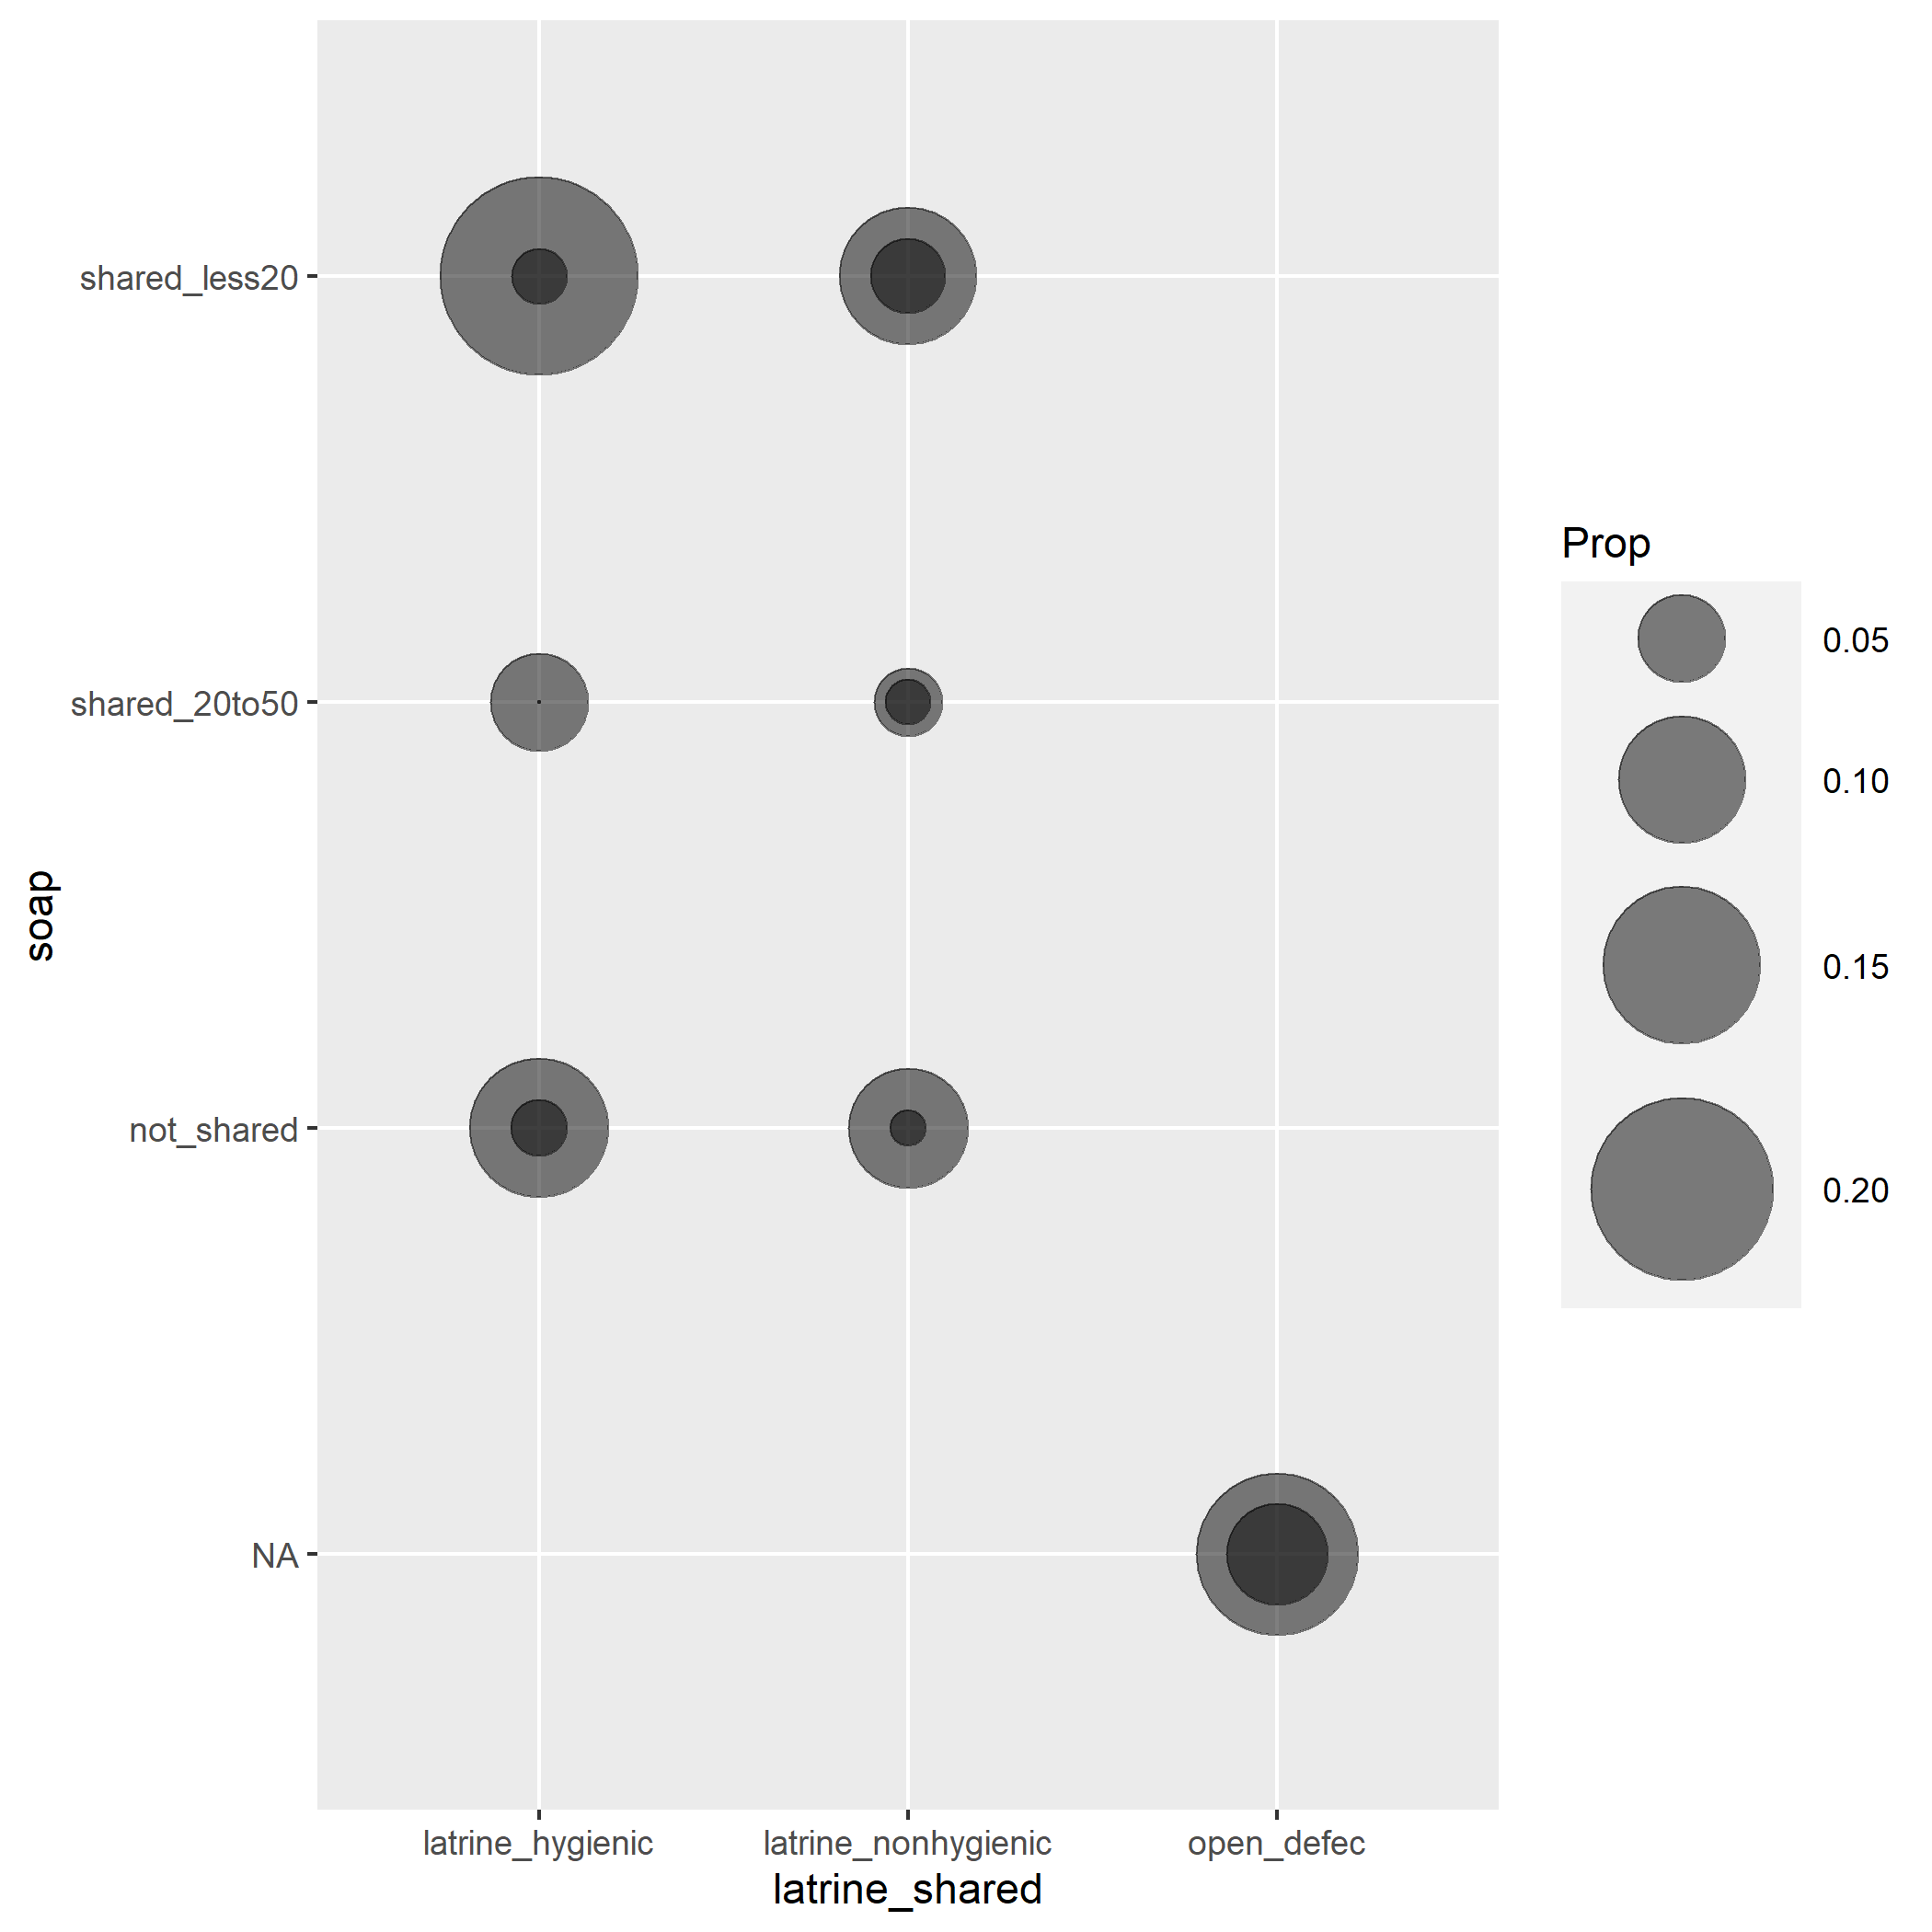 shared_less20
shared_20to50
not_shared
NA
soap
latrine_hygienic
latrine_nonhygienic
open_defec
latrine_shared
Prop
0.05
0.10
0.15
0.20